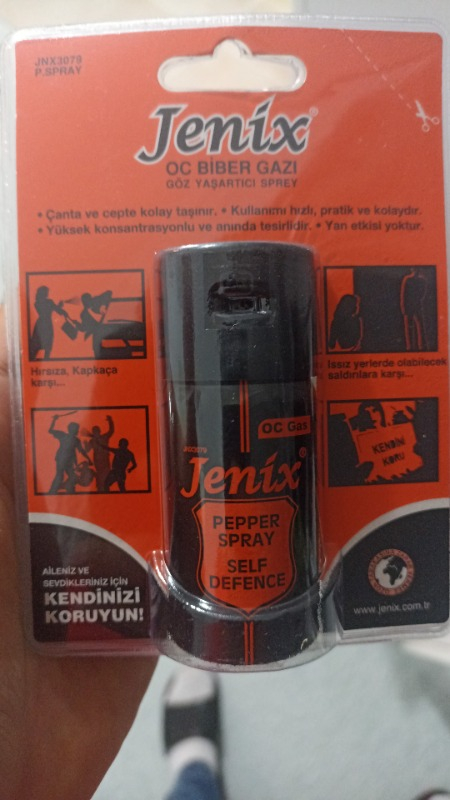 JNX3079
P.SPRAY
Jenix®
OC BİBER GAZI
GÖZ YAŞARTICI SPREY
• Çanta ve cepte kolay taşınır. • Kullanımı hızlı, pratik ve kolaydır.
• Yüksek konsantrasyonlu ve anında tesirlidir. • Yan etkisi yoktur.
Hırsıza, Kapkaça
karşı...
Issız yerlerde olabilecek
saldırılara karşı...
KENDİNİ
KORU
OC Gas
JNX3079
Jenix®
PEPPER
SPRAY
SELF
DEFENCE
AİLENİZ VE
SEVDİKLERİNİZ İÇİN
KENDİNİZİ
KORUYUN!
www.jenix.com.tr